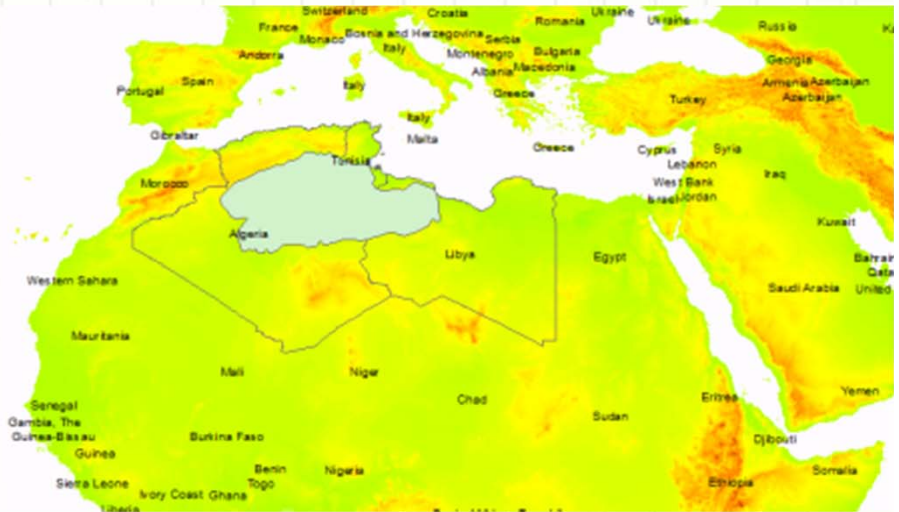 Switzerland
Croatia
Ukraine
France
Romania
Ukraine
Russia
Monaco
Bosnia and Herzegovina
Serbia
Italy
Andorra
Montenegro
Bulgaria
Georgia
Albania
Macedonia
Spain
Italy
Armenia
Azerbaijan
Portugal
Greece
Turkey
Azerbaijan
Italy
Gibraltar
Malta
Greece
Cyprus
Syria
Tunisia
Lebanon
Iraq
Morocco
West Bank
Israel
Jordan
Kuwait
Algeria
Libya
Egypt
Bahrain
Western Sahara
Qata
Saudi Arabia
United
Mauritania
Mali
Niger
Chad
Yemen
Eritrea
Senegal
Sudan
Gambia, The
Guinea-Bissau
Burkina Faso
Djibouti
Guinea
Benin
Nigeria
Somalia
Sierra Leone
Togo
Ethiopia
Ivory Coast
Ghana
Liberia